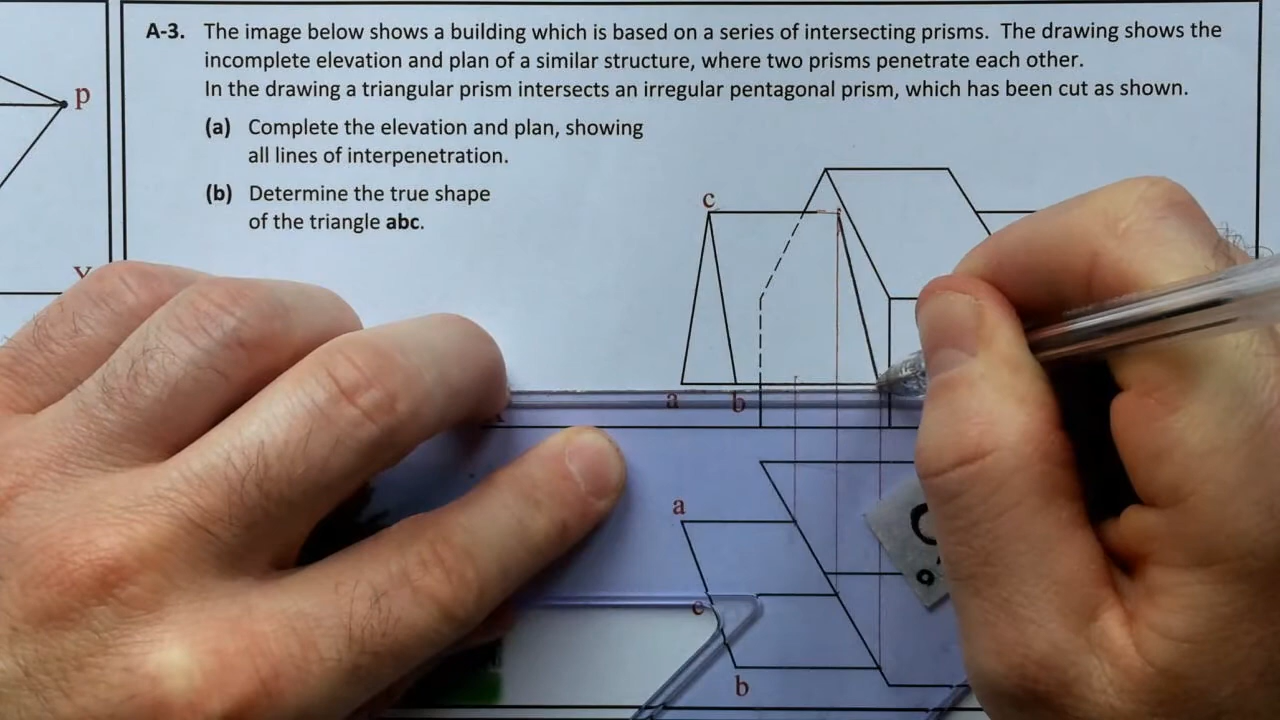 p
A-3. The image below shows a building which is based on a series of intersecting prisms. The drawing shows the
incomplete elevation and plan of a similar structure, where two prisms penetrate each other.
In the drawing a triangular prism intersects an irregular pentagonal prism, which has been cut as shown.
(a) Complete the elevation and plan, showing
all lines of interpenetration.
(b) Determine the true shape
of the triangle abc.
c
a
b
a
c
b